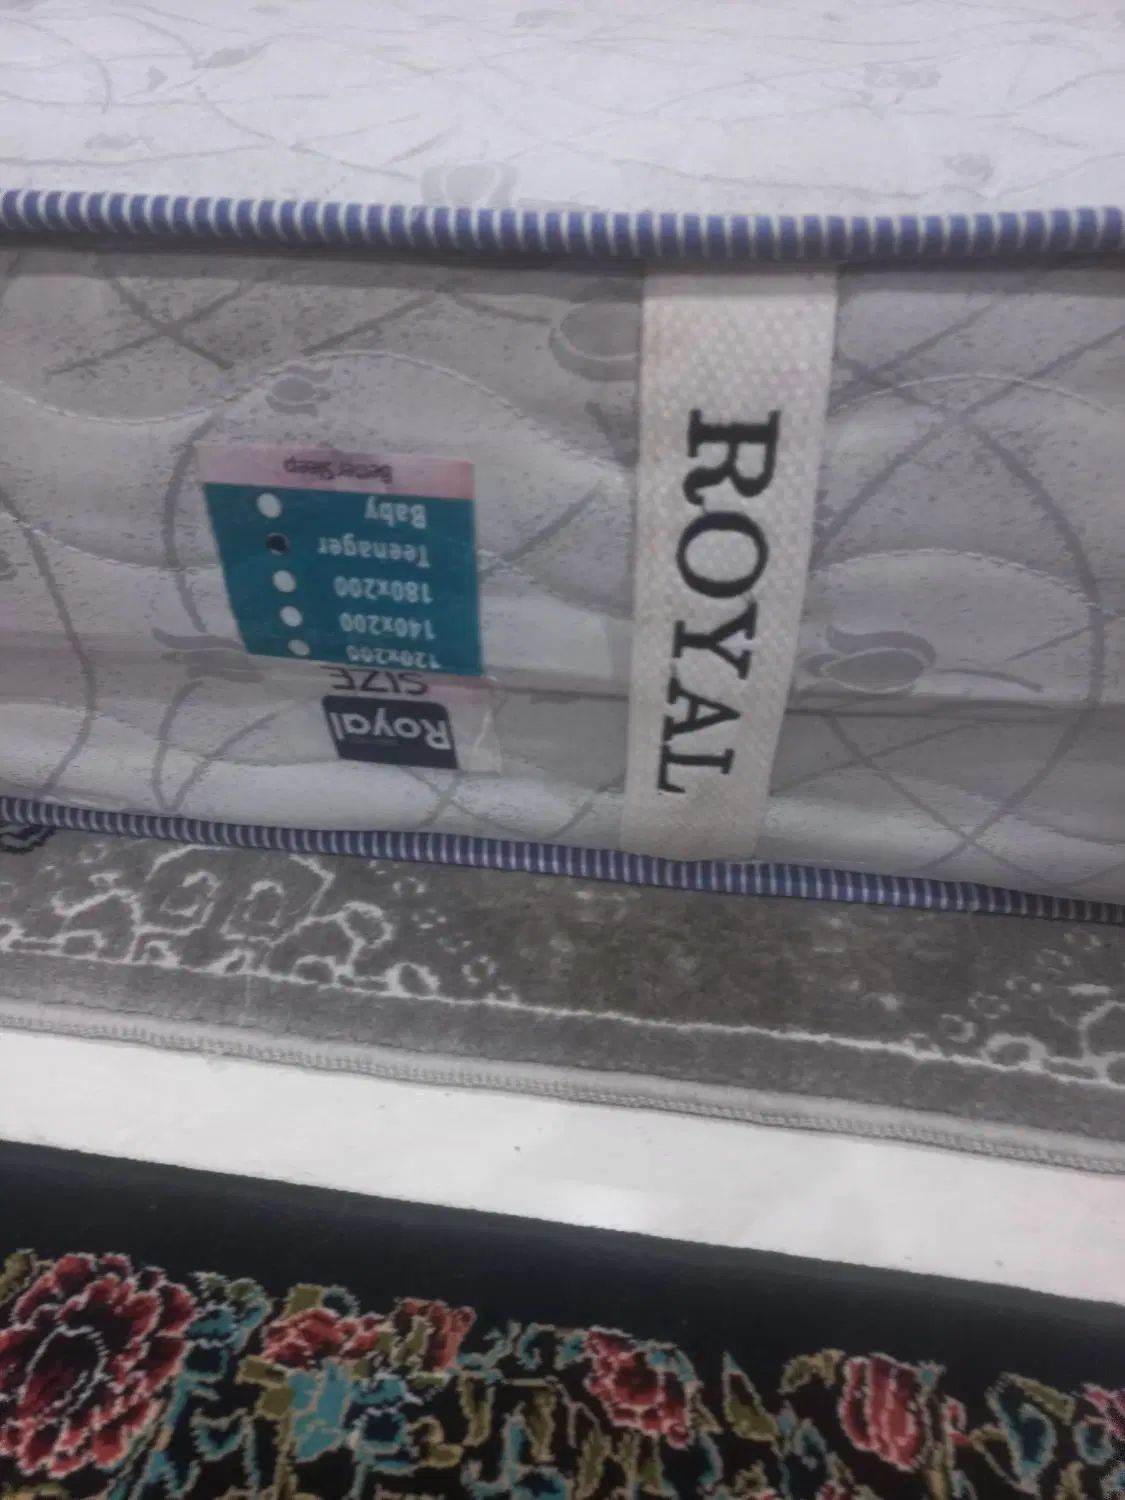 ROYAL
Royal
SIZE
120x200
140x200
180x200
Teenager
Baby
Better Sleep